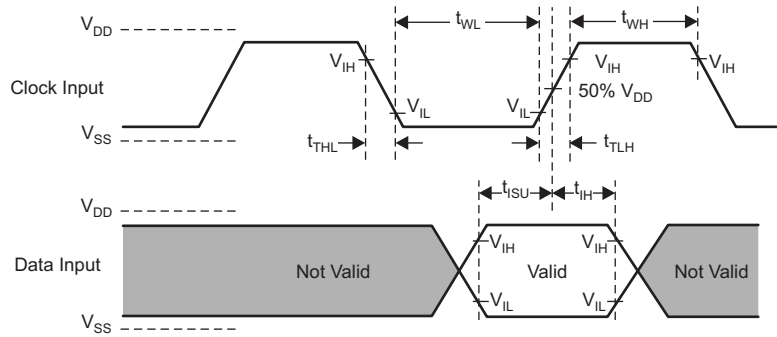 V_DD
t_WL
t_WH
V_IH
V_IH
V_IH
Clock Input
50% V_DD
V_IL
V_IL
V_SS
t_THL
t_TLH
t_ISU
t_IH
V_DD
V_IH
V_IH
Data Input
Not Valid
Valid
Not Valid
V_IL
V_IL
V_SS